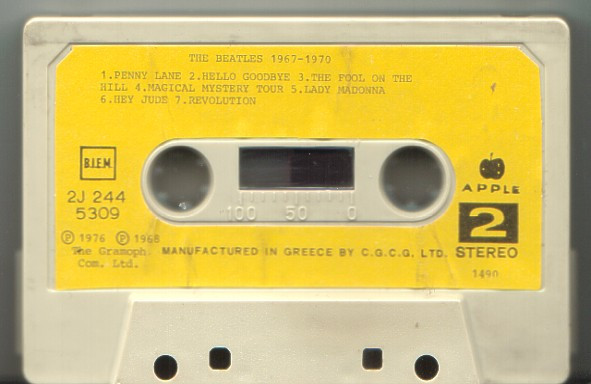 THE BEATLES 1967-1970
1.PENNY LANE 2.HELLO GOODBYE 3.THE FOOL ON THE
HILL 4.MAGICAL MYSTERY TOUR 5.LADY MADONNA
6.HEY JUDE 7.REVOLUTION
B.I.E.M.
APPLE
2J 244
5309
100 50 0
2
STEREO
Ⓟ 1976 Ⓟ 1968
The Gramoph.
Com. Ltd.
MANUFACTURED IN GREECE BY C.G.C.G. LTD.
1490